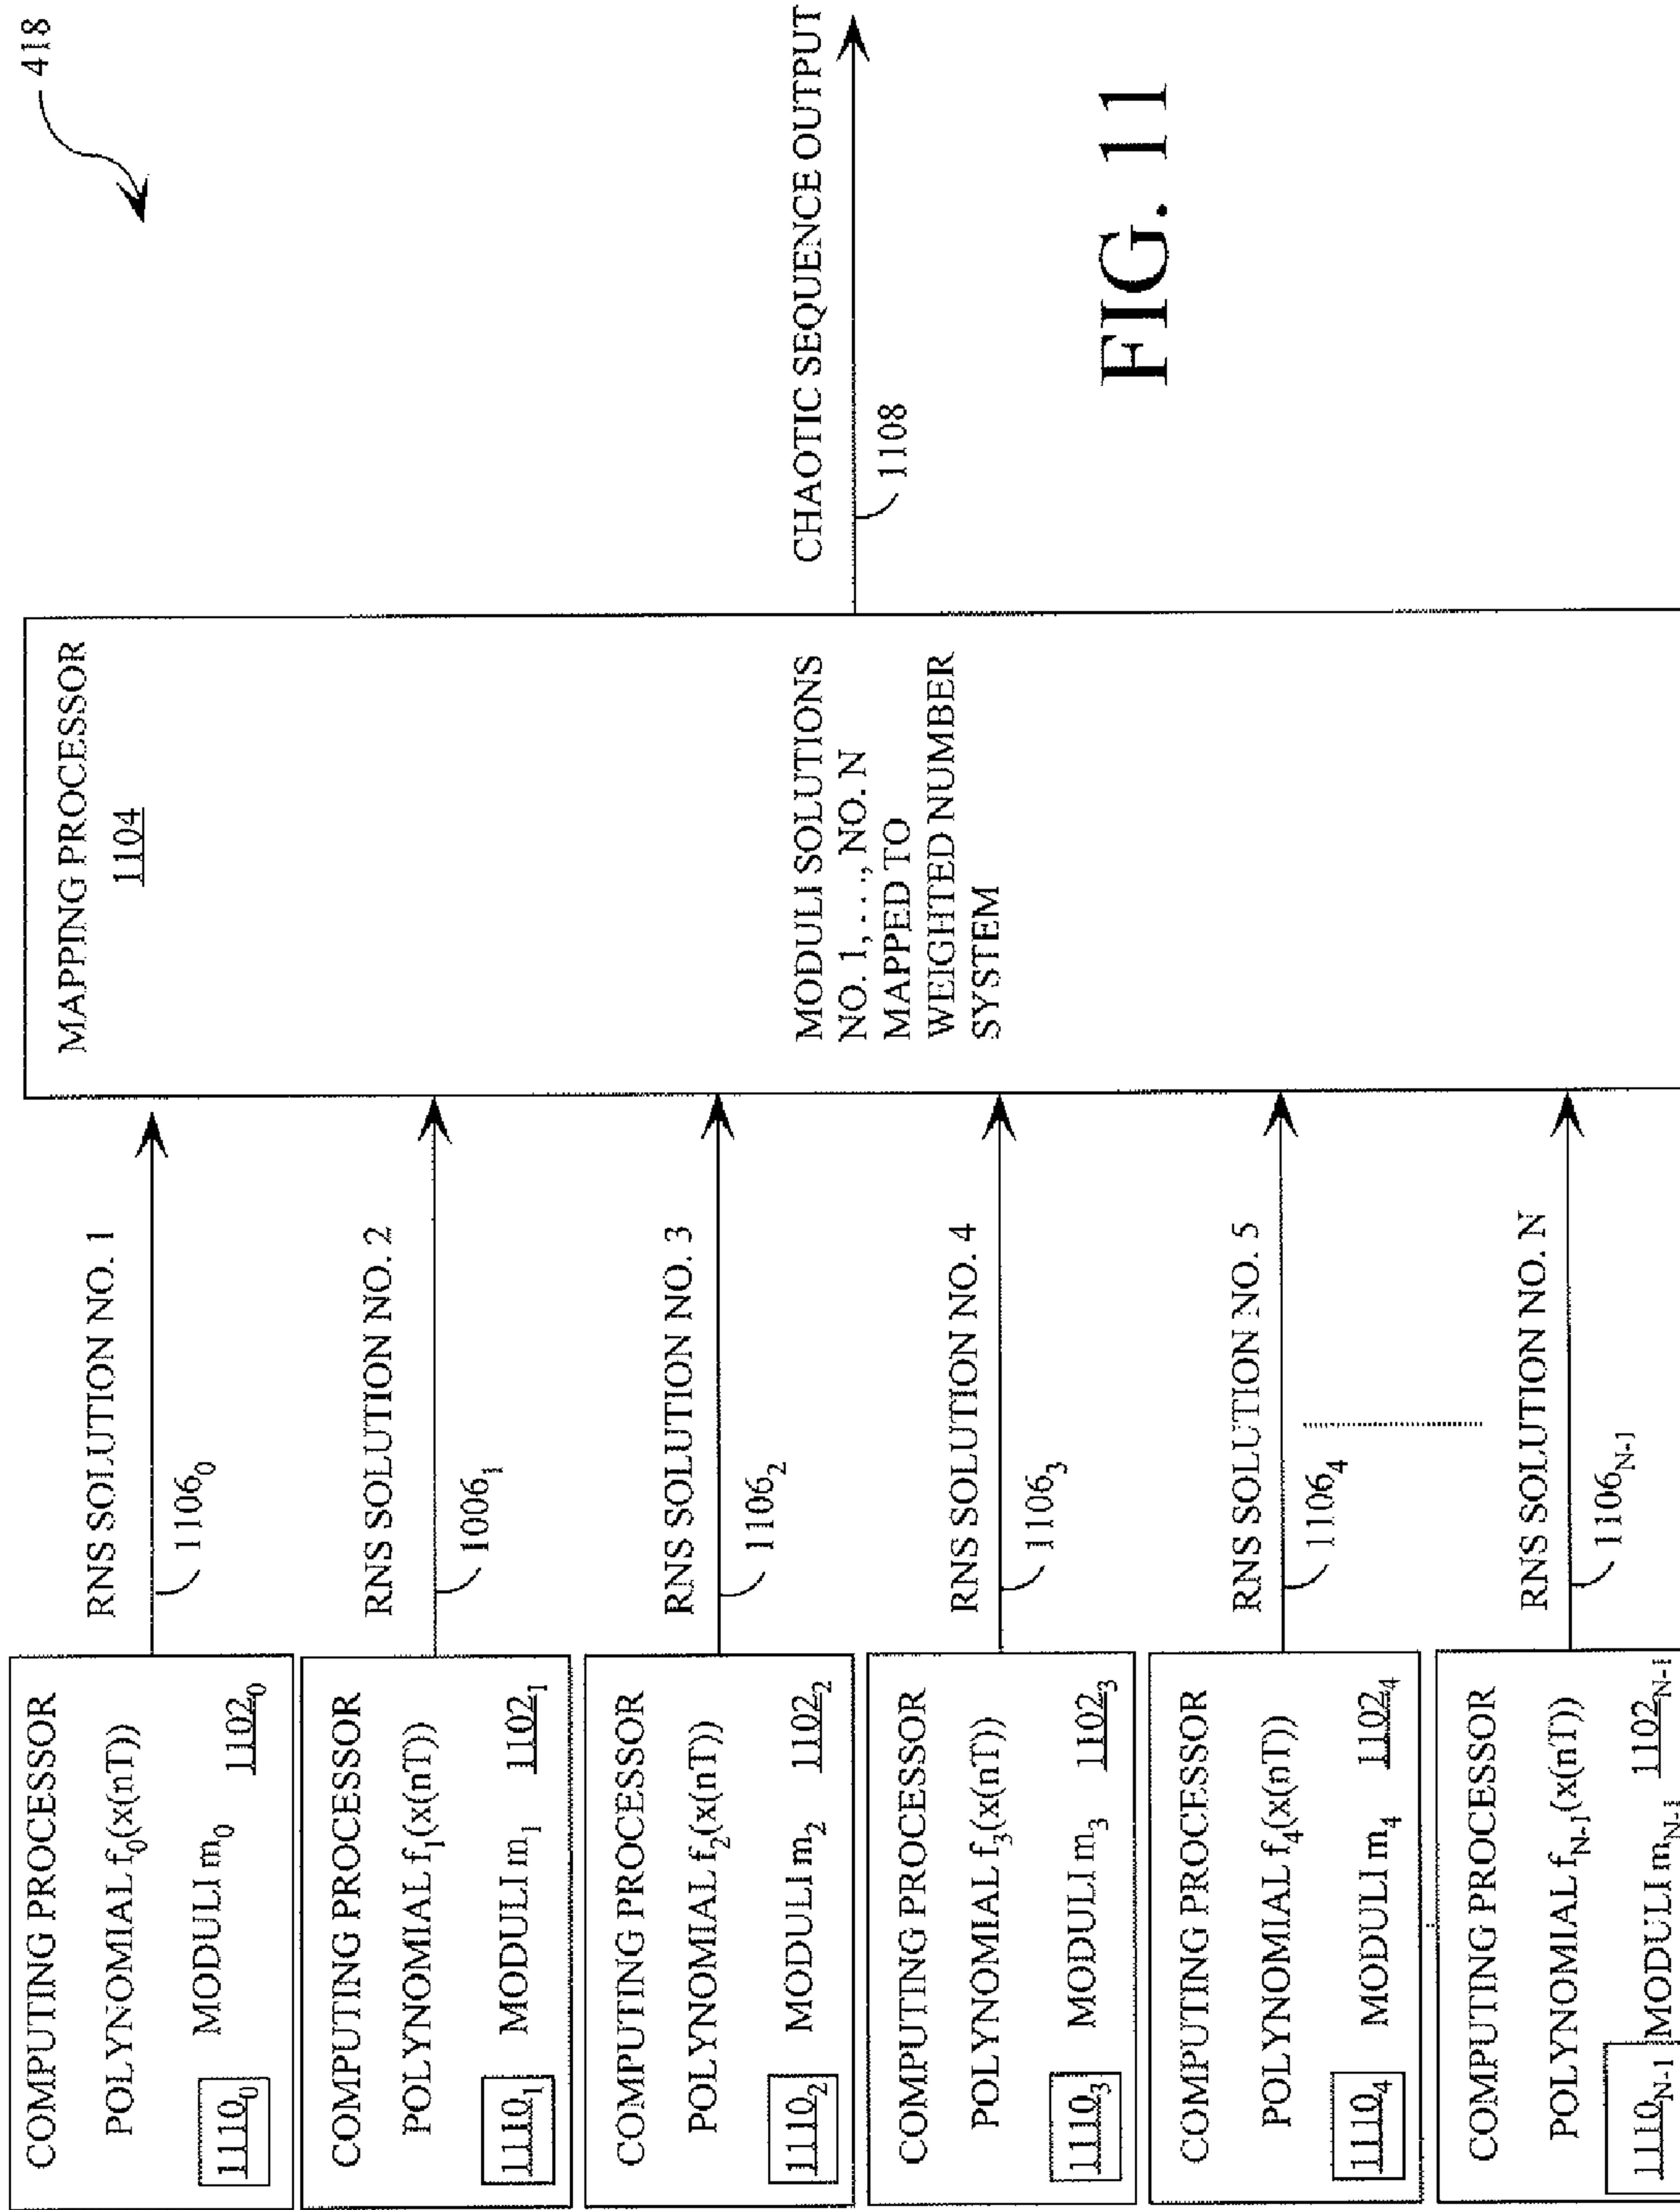 418
COMPUTING PROCESSOR
POLYNOMIAL f₀(x(nT))
MODULI m₀
1110₀
1102₀
RNS SOLUTION NO. 1
1106₀
COMPUTING PROCESSOR
POLYNOMIAL f₁(x(nT))
1110₁
MODULI m₁
1102₁
RNS SOLUTION NO. 2
1006₁
COMPUTING PROCESSOR
POLYNOMIAL f₂(x(nT))
1110₂
MODULI m₂
1102₂
RNS SOLUTION NO. 3
1106₂
COMPUTING PROCESSOR
POLYNOMIAL f₃(x(nT))
1110₃
MODULI m₃
1102₃
RNS SOLUTION NO. 4
1106₃
COMPUTING PROCESSOR
POLYNOMIAL f₄(x(nT))
1110₄
MODULI m₄
1102₄
RNS SOLUTION NO. 5
1106₄
COMPUTING PROCESSOR
POLYNOMIAL f_N-1(x(nT))
1110_N-1
MODULI m_N-1
1102_N-1
RNS SOLUTION NO. N
1106_N-1
MAPPING PROCESSOR
1104
MODULI SOLUTIONS
NO. 1, . . ., NO. N
MAPPED TO
WEIGHTED NUMBER
SYSTEM
CHAOTIC SEQUENCE OUTPUT
1108
FIG. 11